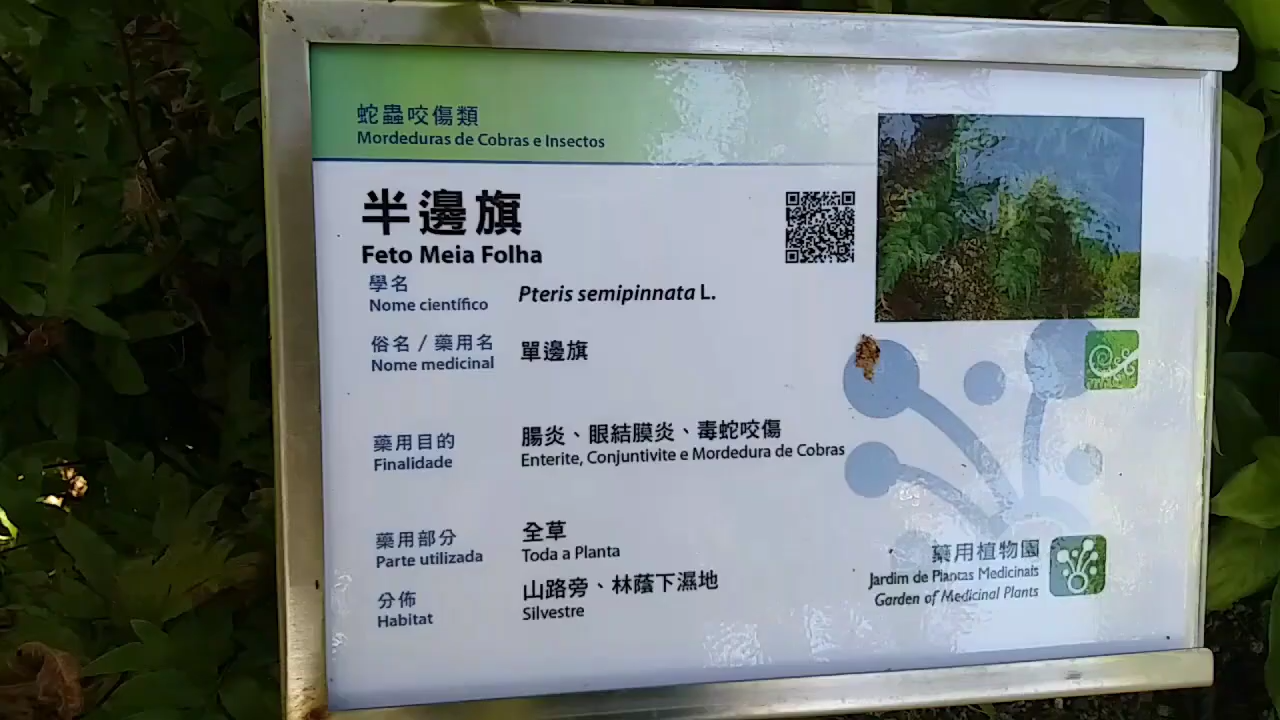 蛇蟲咬傷類
Mordeduras de Cobras e Insectos
半邊旗
Feto Meia Folha
學名
Nome científico
Pteris semipinnata L.
俗名 / 藥用名
Nome medicinal
單邊旗
藥用目的
Finalidade
腸炎、眼結膜炎、毒蛇咬傷
Enterite, Conjuntivite e Mordedura de Cobras
藥用部分
Parte utilizada
全草
Toda a Planta
分佈
Habitat
山路旁、林蔭下濕地
Silvestre
藥用植物園
Jardim de Plantas Medicinais
Garden of Medicinal Plants